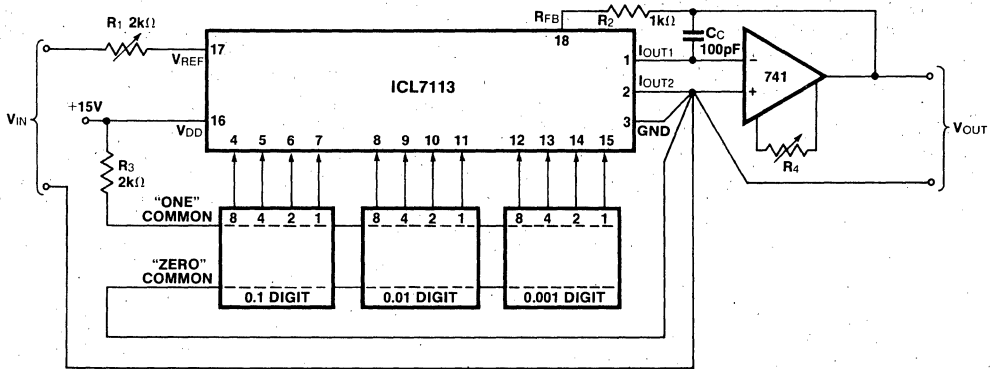 R1 2kΩ
VREF
17
RFB
18
R2
1kΩ
CC
100pF
ICL7113
1
IOUT1
2
IOUT2
3
GND
−
741
+
VIN
+15V
VDD
16
4 5 6 7
8 9 10 11
12 13 14 15
R3
2kΩ
R4
VOUT
"ONE"
COMMON
8 4 2 1
8 4 2 1
8 4 2 1
"ZERO"
COMMON
0.1 DIGIT
0.01 DIGIT
0.001 DIGIT